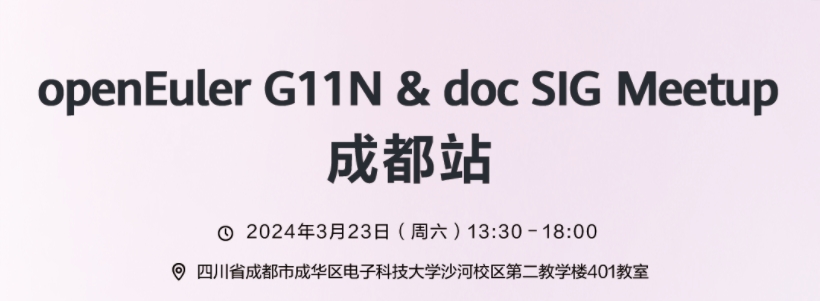 openEuler G11N & doc SIG Meetup
成都站
2024年3月23日（周六）13:30-18:00
四川省成都市成华区电子科技大学沙河校区第二教学楼401教室